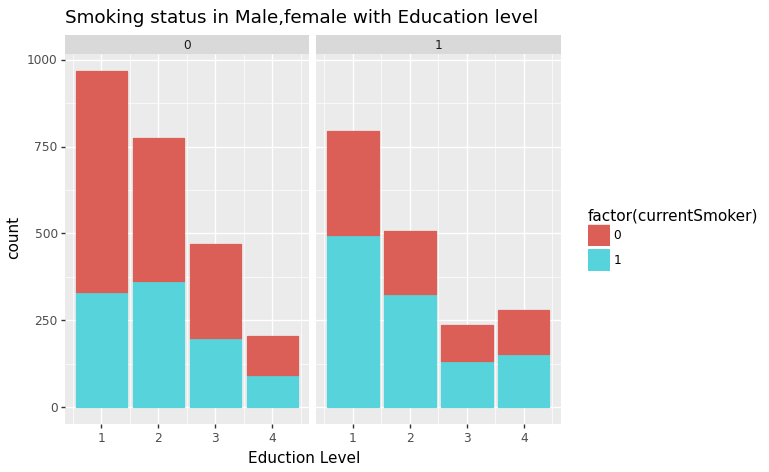 Smoking status in Male,female with Education level
0 1
1000
750
500
250
0
count
1 2 3 4 1 2 3 4
Eduction Level
factor(currentSmoker)
0
1